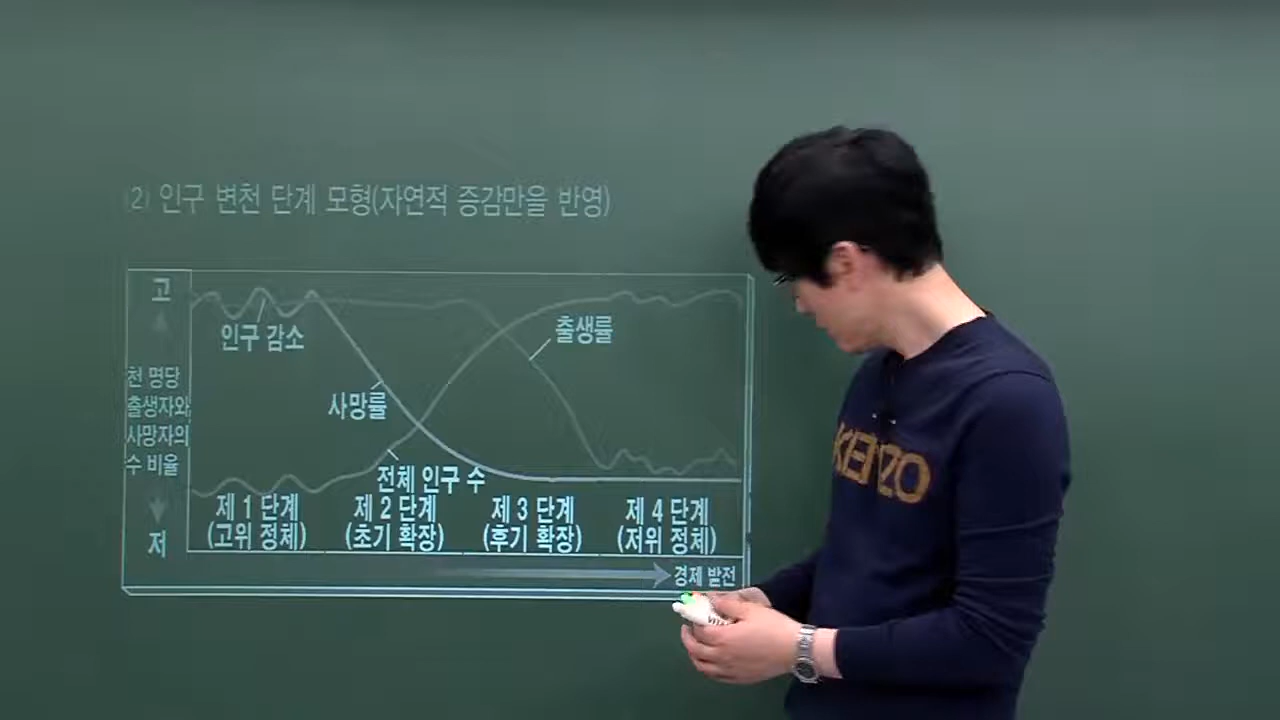 (2) 인구 변천 단계 모형(자연적 증감만을 반영)
고
인구 감소
출생률
천 명당
출생자와
사망자의
수 비율
사망률
전체 인구 수
제 1 단계
(고위 정체)
제 2 단계
(초기 확장)
제 3 단계
(후기 확장)
제 4 단계
(저위 정체)
저
경제 발전
KENZO